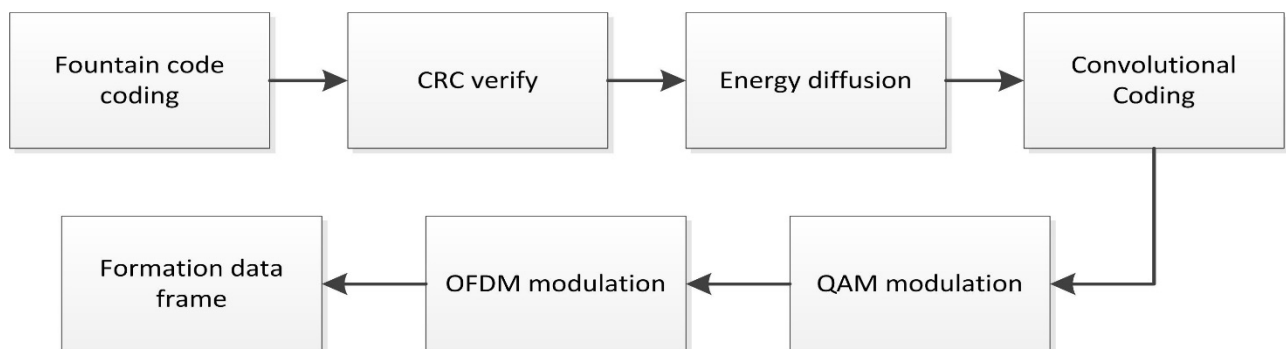 Fountain code
coding
CRC verify
Energy diffusion
Convolutional
Coding
Formation data
frame
OFDM modulation
QAM modulation